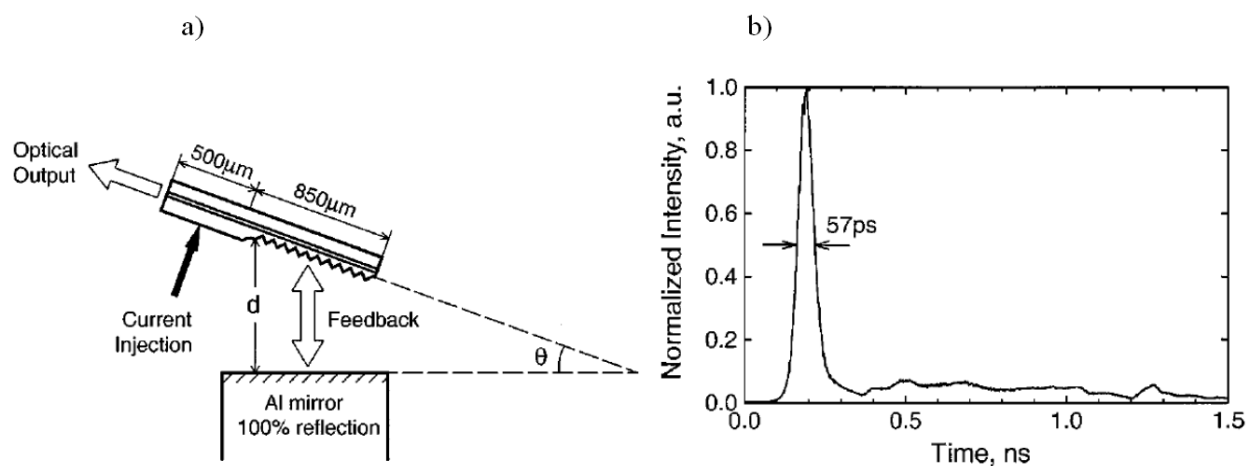 a)
b)
Optical
Output
500μm
850μm
d
Feedback
θ
Current
Injection
Al mirror
100% reflection
Normalized Intensity, a.u.
1.0
0.8
0.6
0.4
0.2
0.0
57ps
0.0
0.5
1.0
1.5
Time, ns